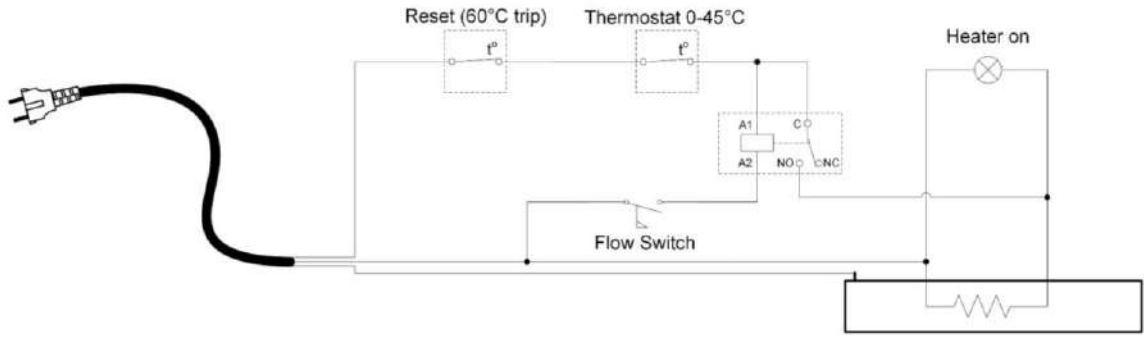 Reset (60°C trip)
Thermostat 0-45°C
Heater on
t°
t°
A1
C
A2
NO
NC
Flow Switch